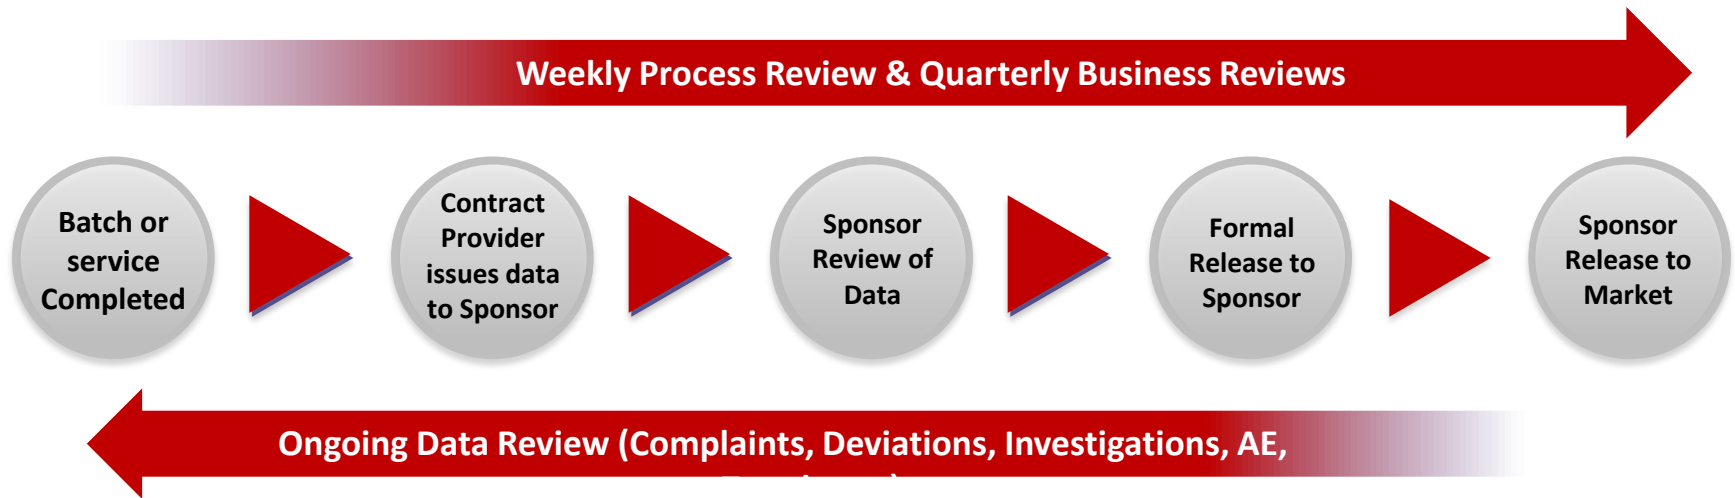 Weekly Process Review & Quarterly Business Reviews
Batch or
service
Completed
Contract
Provider
issues data
to Sponsor
Sponsor
Review of
Data
Formal
Release to
Sponsor
Sponsor
Release to
Market
Ongoing Data Review (Complaints, Deviations, Investigations, AE,